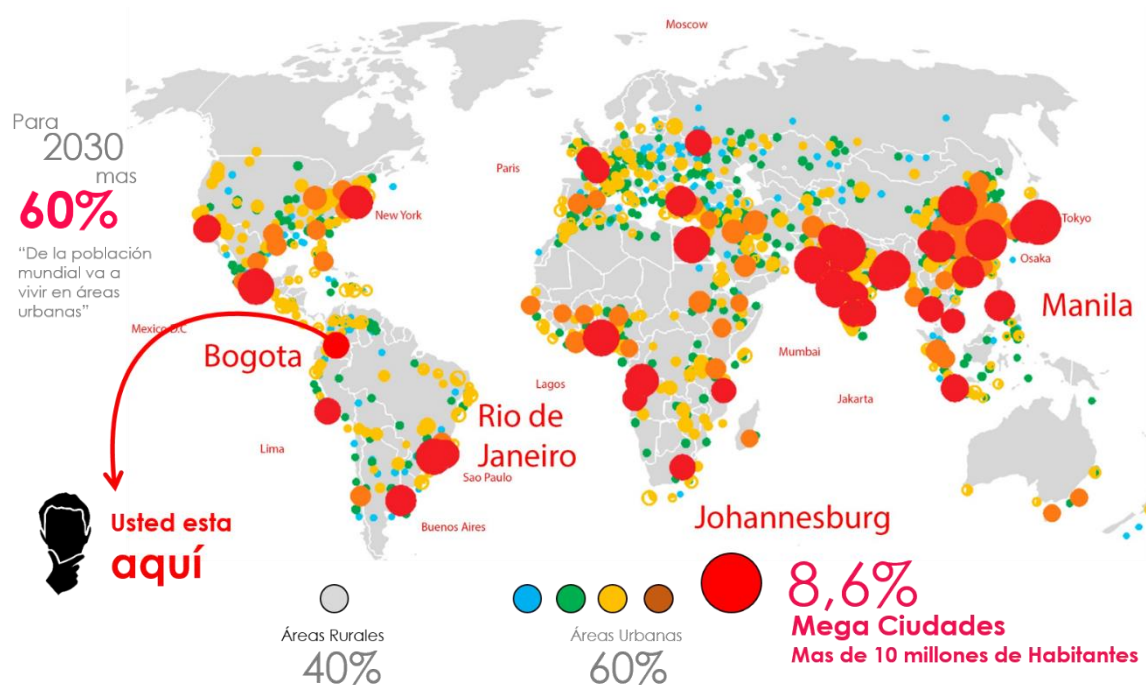 Moscow
Para
2030
mas
60%
“De la población
mundial va a
vivir en áreas
urbanas”
Paris
New York
Tokyo
Osaka
Manila
Mexico D.C
Bogota
Mumbai
Lagos
Jakarta
Rio de
Janeiro
Lima
Sao Paulo
Buenos Aires
Johannesburg
Usted esta
aquí
Áreas Rurales
40%
Áreas Urbanas
60%
8,6%
Mega Ciudades
Mas de 10 millones de Habitantes